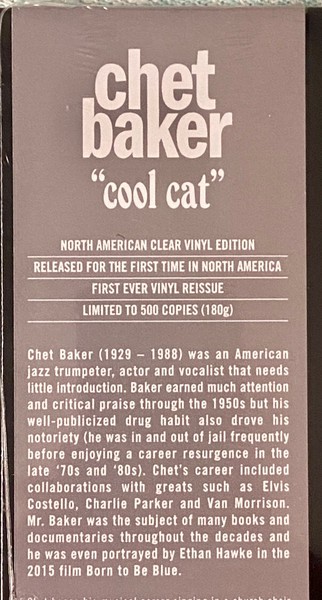 chet
baker
“cool cat”
NORTH AMERICAN CLEAR VINYL EDITION
RELEASED FOR THE FIRST TIME IN NORTH AMERICA
FIRST EVER VINYL REISSUE
LIMITED TO 500 COPIES (180g)
Chet Baker (1929 – 1988) was an American
jazz trumpeter, actor and vocalist that needs
little introduction. Baker earned much attention
and critical praise through the 1950s but his
well-publicized drug habit also drove his
notoriety (he was in and out of jail frequently
before enjoying a career resurgence in the
late ’70s and ’80s). Chet’s career included
collaborations with greats such as Elvis
Costello, Charlie Parker and Van Morrison.
Mr. Baker was the subject of many books and
documentaries throughout the decades and
he was even portrayed by Ethan Hawke in the
2015 film Born to Be Blue.